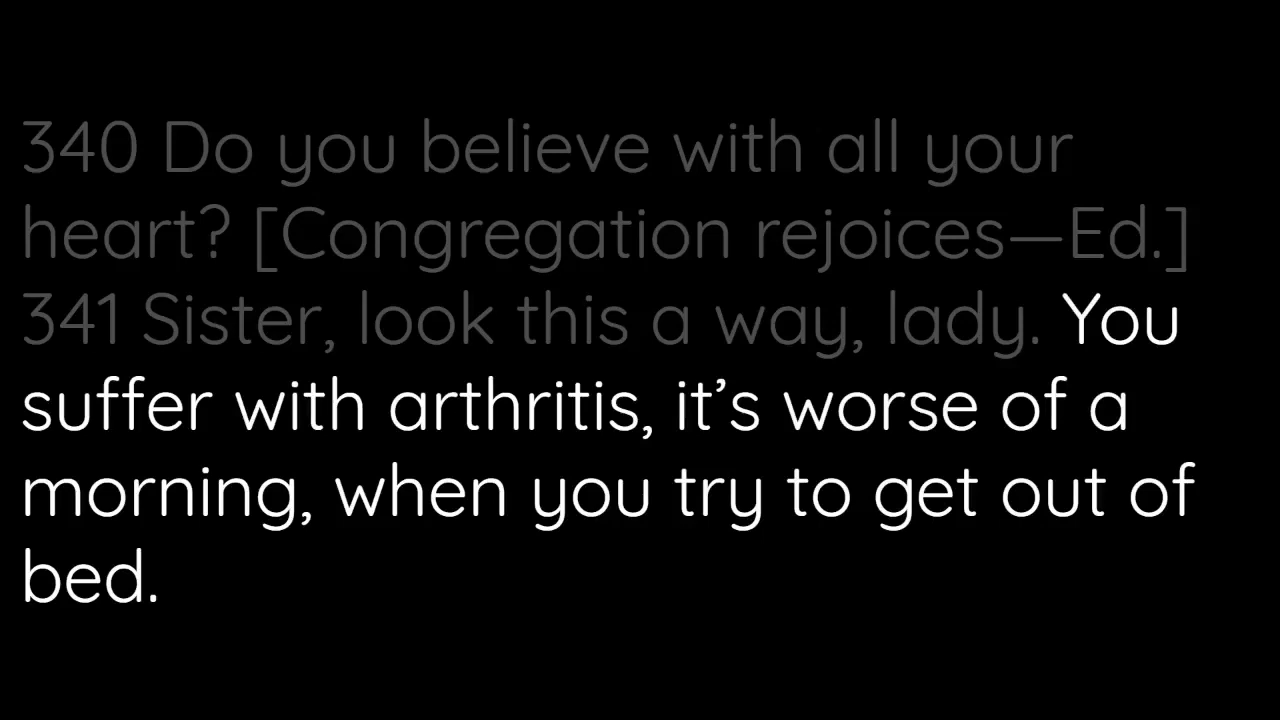 340 Do you believe with all your
heart? [Congregation rejoices—Ed.]
341 Sister, look this a way, lady. You
suffer with arthritis, it’s worse of a
morning, when you try to get out of
bed.